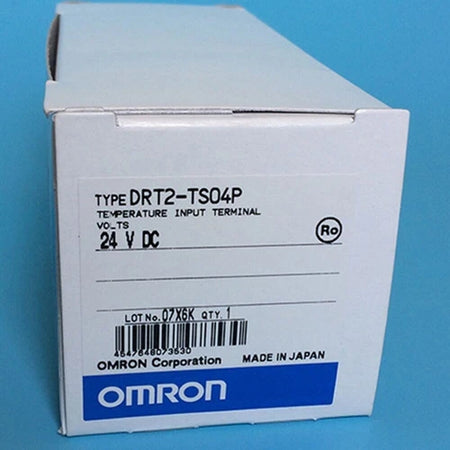 TYPE DRT2-TS04P
TEMPERATURE INPUT TERMINAL
VOLTS
24 V DC
Ro
LOT No. 07X6K QTY. 1
4547648073530
OMRON Corporation MADE IN JAPAN
OMRON